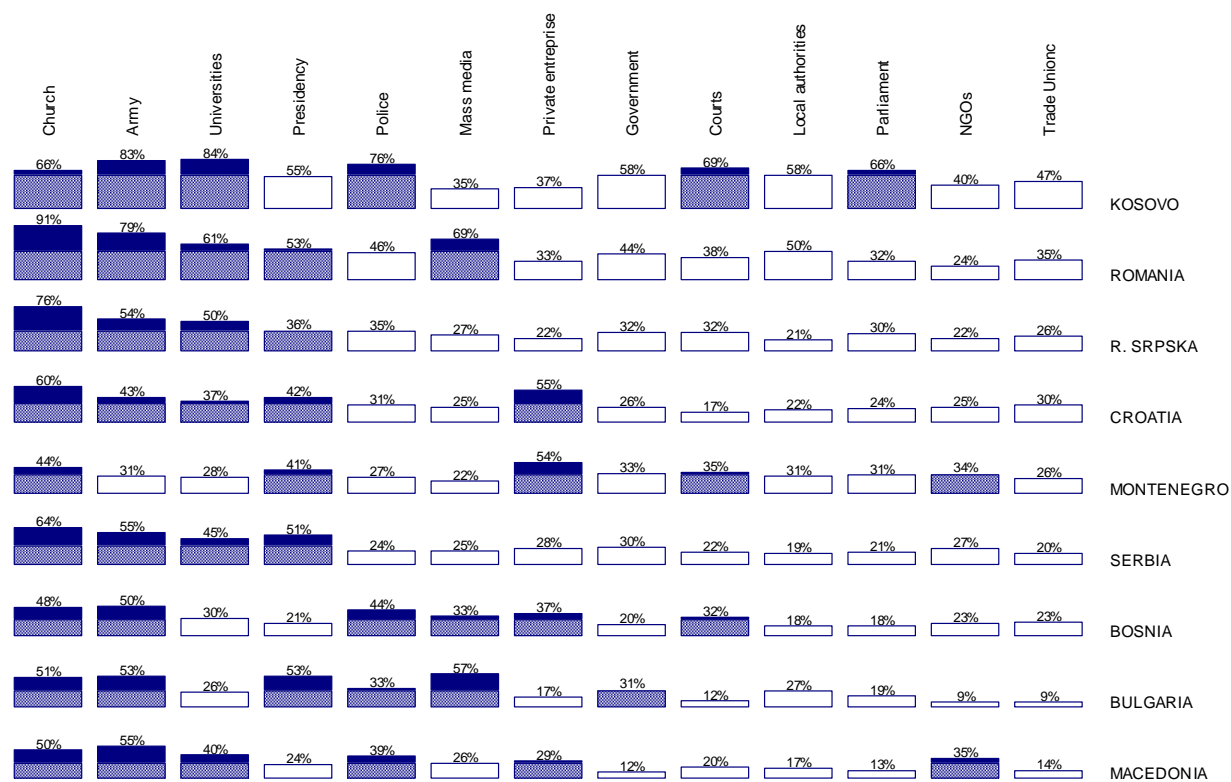 Church Army Universities Presidency Police Mass media Private entreprise Government Courts Local authorities Parliament NGOs Trade Unionc
66% 83% 84% 55% 76% 35% 37% 58% 69% 58% 66% 40% 47%
KOSOVO
91% 79% 61% 53% 46% 69% 33% 44% 38% 50% 32% 24% 35%
ROMANIA
76% 54% 50% 36% 35% 27% 22% 32% 32% 21% 30% 22% 26%
R. SRPSKA
60% 43% 37% 42% 31% 25% 55% 26% 17% 22% 24% 25% 30%
CROATIA
44% 31% 28% 41% 27% 22% 54% 33% 35% 31% 31% 34% 26%
MONTENEGRO
64% 55% 45% 51% 24% 25% 28% 30% 22% 19% 21% 27% 20%
SERBIA
48% 50% 30% 21% 44% 33% 37% 20% 32% 18% 18% 23% 23%
BOSNIA
51% 53% 26% 53% 33% 57% 17% 31% 12% 27% 19% 9% 9%
BULGARIA
50% 55% 40% 24% 39% 26% 29% 12% 20% 17% 13% 35% 14%
MACEDONIA